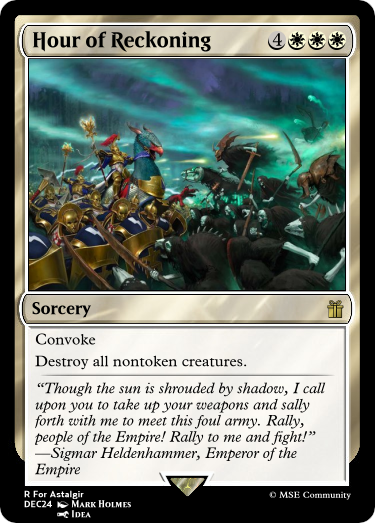 Hour of Reckoning 4
Sorcery
Convoke
Destroy all nontoken creatures.
“Though the sun is shrouded by shadow, I call
upon you to take up your weapons and sally
forth with me to meet this foul army. Rally,
people of the Empire! Rally to me and fight!”
—Sigmar Heldenhammer, Emperor of the
Empire
R For Astalgir
DEC24 Mark Holmes
Idea
© MSE Community